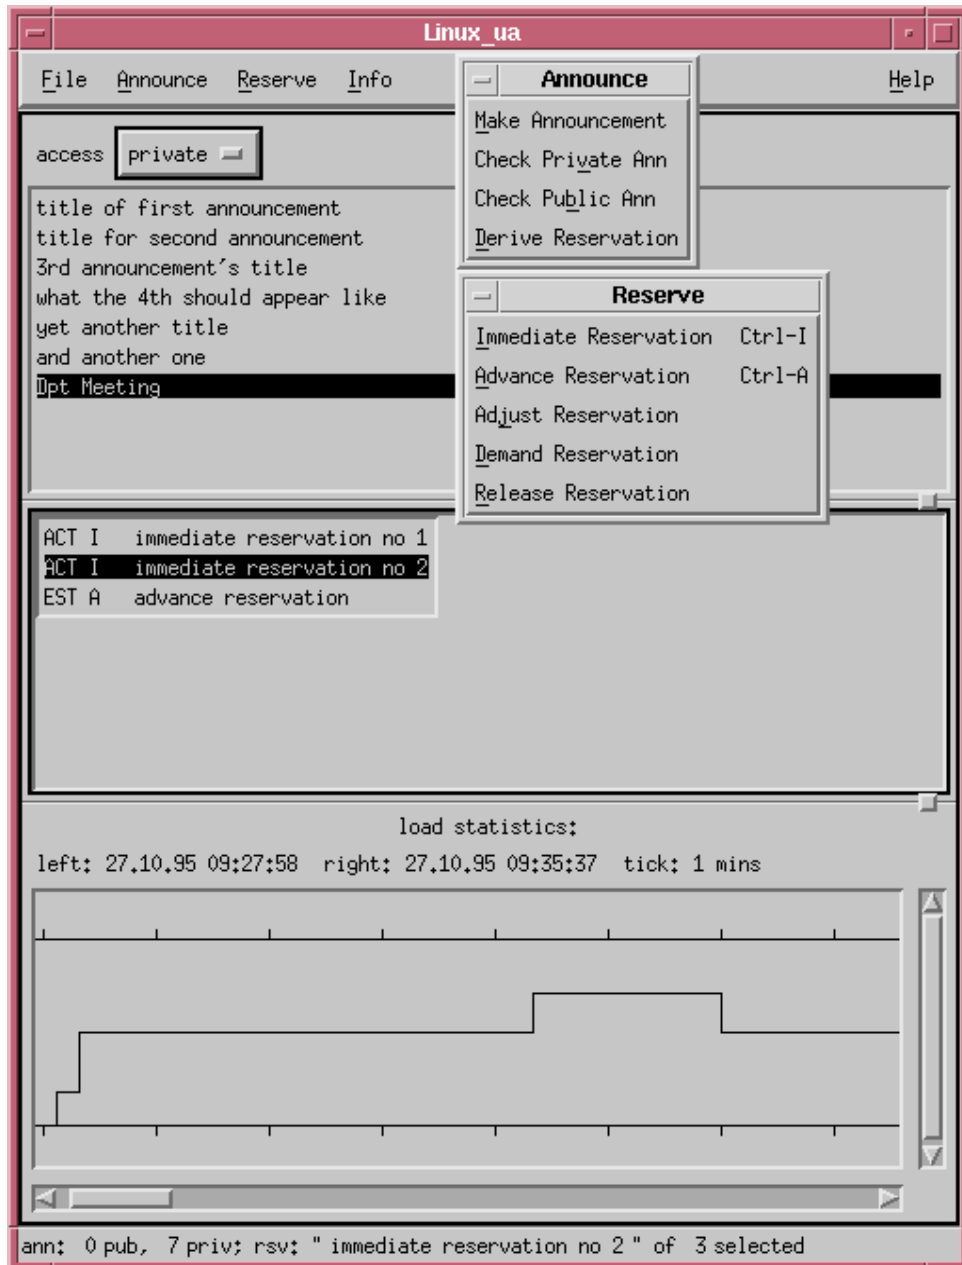 Linux_ua
File Announce Reserve Info Help
Announce
Make Announcement
Check Private Ann
Check Public Ann
Derive Reservation
access private
title of first announcement
title for second announcement
3rd announcement's title
what the 4th should appear like
yet another title
and another one
Dpt Meeting
Reserve
Immediate Reservation Ctrl-I
Advance Reservation Ctrl-A
Adjust Reservation
Demand Reservation
Release Reservation
ACT I immediate reservation no 1
ACT I immediate reservation no 2
EST A advance reservation
load statistics:
left: 27.10.95 09:27:58 right: 27.10.95 09:35:37 tick: 1 mins
ann: 0 pub, 7 priv; rsv: " immediate reservation no 2 " of 3 selected